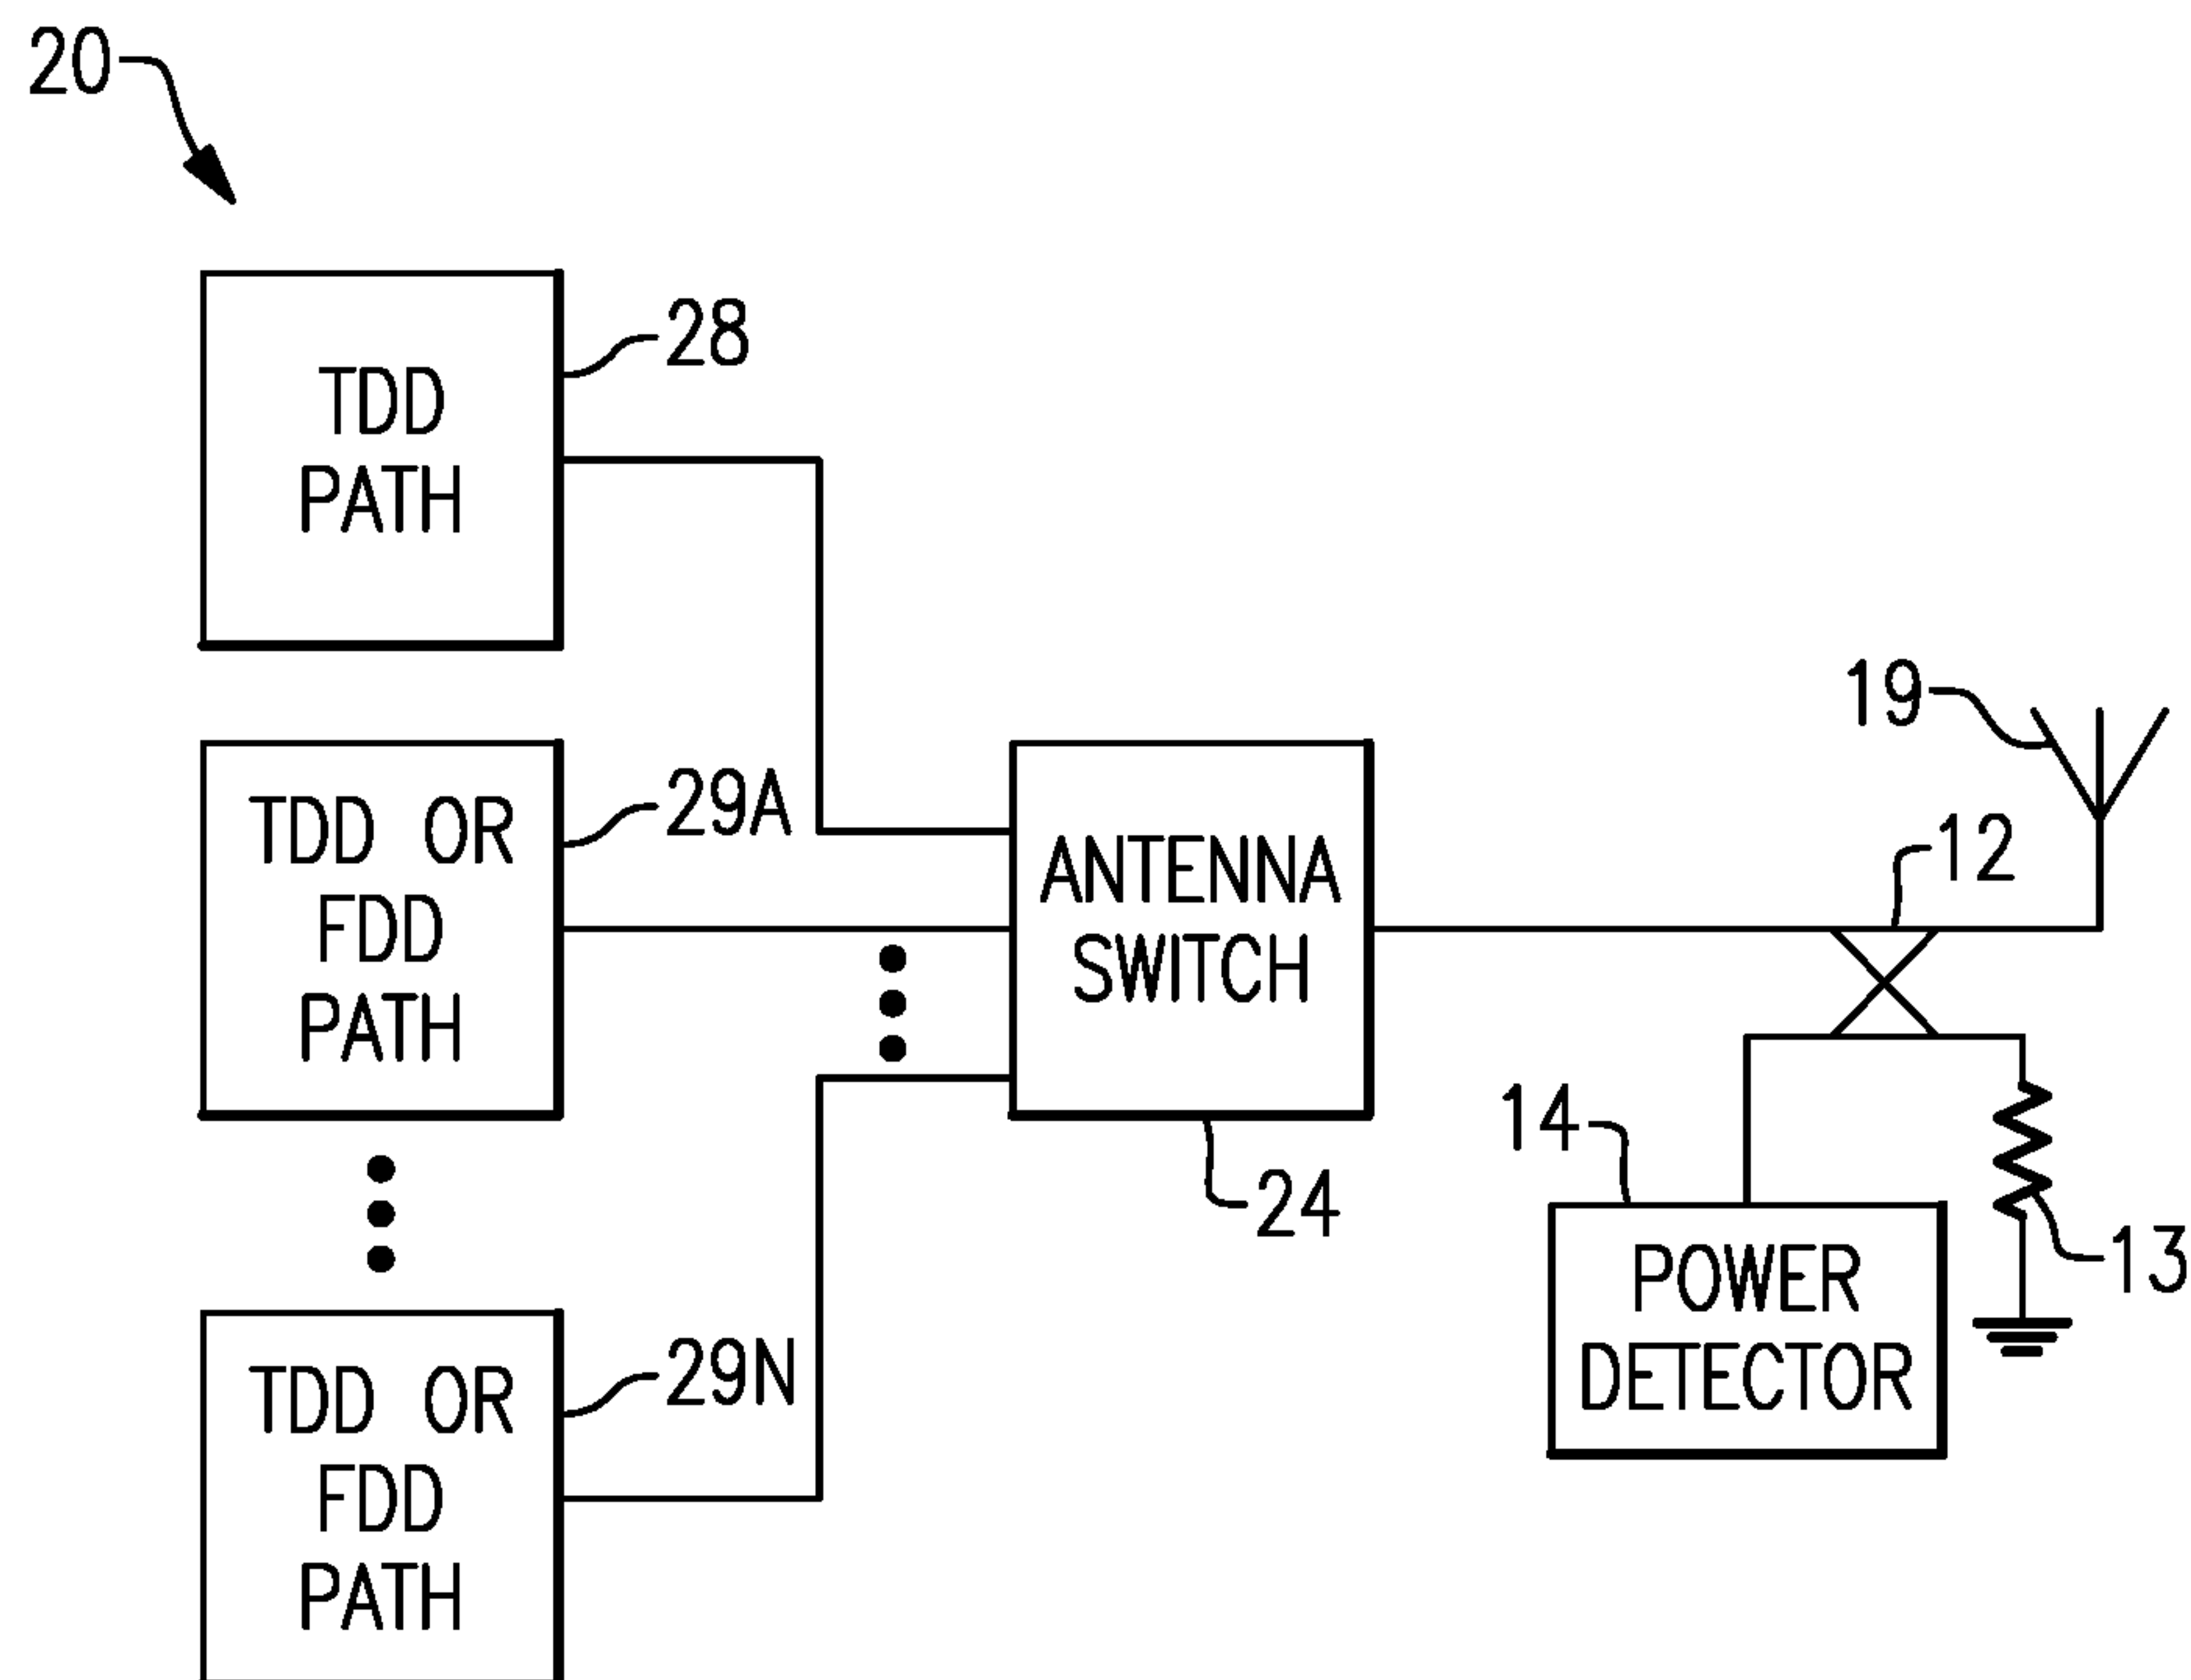 20
TDD
PATH
28
TDD OR
FDD
PATH
29A
TDD OR
FDD
PATH
29N
ANTENNA
SWITCH
24
19
12
14
POWER
DETECTOR
13